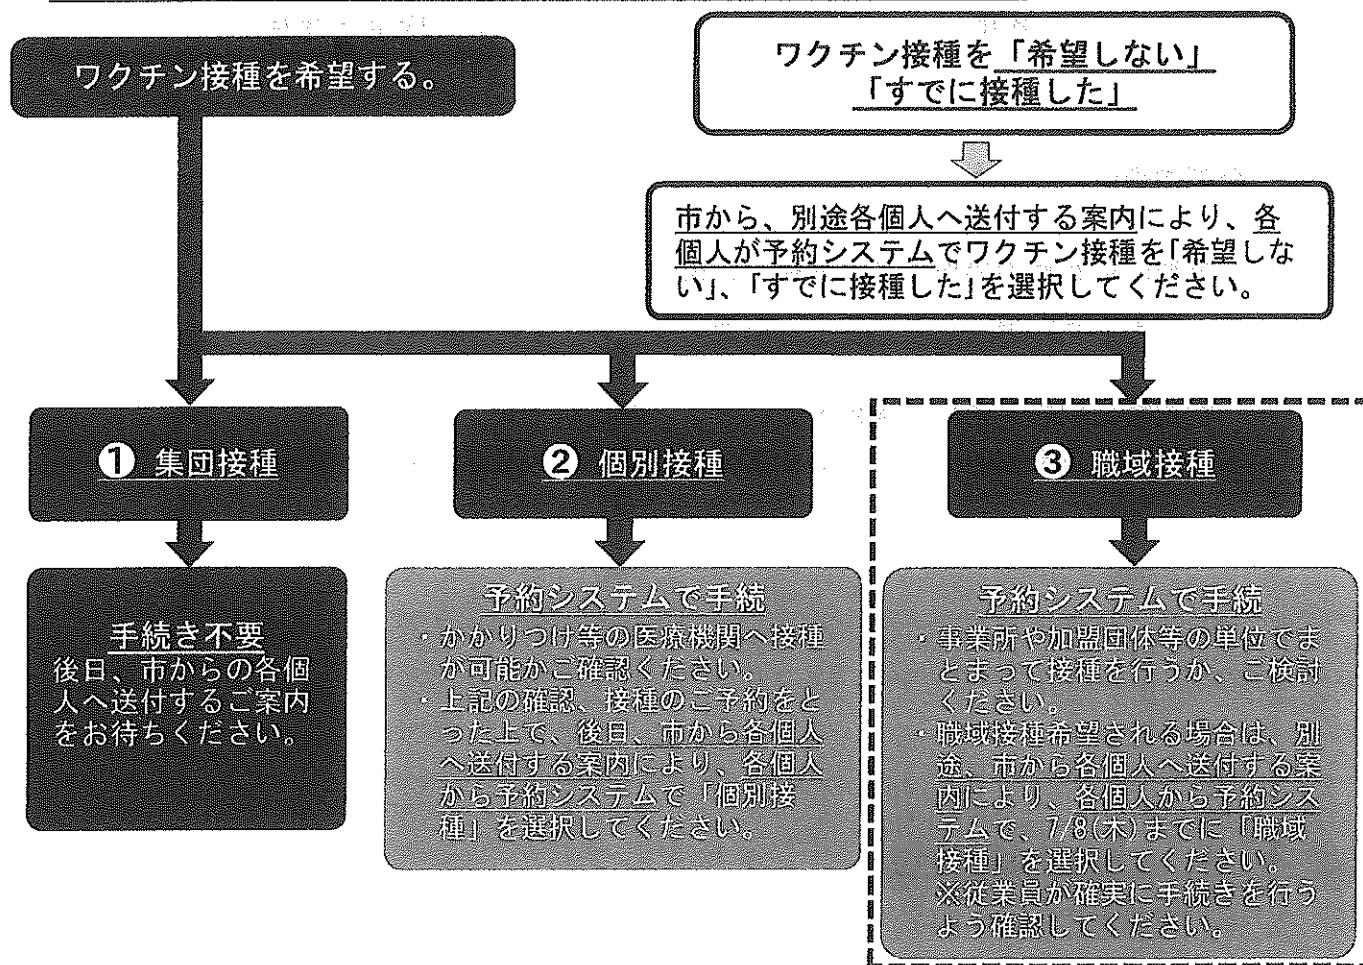 ワクチン接種を希望する。
ワクチン接種を「希望しない」
「すでに接種した」
市から、別途各個人へ送付する案内により、各
個人が予約システムでワクチン接種を「希望しな
い」、「すでに接種した」を選択してください。
❶ 集団接種
❷ 個別接種
❸ 職域接種
手続き不要
後日、市からの各個
人へ送付するご案内
をお待ちください。
予約システムで手続
・かかりつけ等の医療機関へ接種
が可能かご確認ください。
・上記の確認、接種のご予約をと
った上で、後日、市から各個人
へ送付する案内により、各個人
から予約システムで「個別接
種」を選択してください。
予約システムで手続
事業所や加盟団体等の単位でま
とまって接種を行うか、ご検討
ください。
・職域接種希望される場合は、別
途、市から各個人へ送付する案
内により、各個人から予約シス
テムで、7/8(木)までに「職域
接種」を選択してください。
※従業員が確実に手続きを行う
よう確認してください。